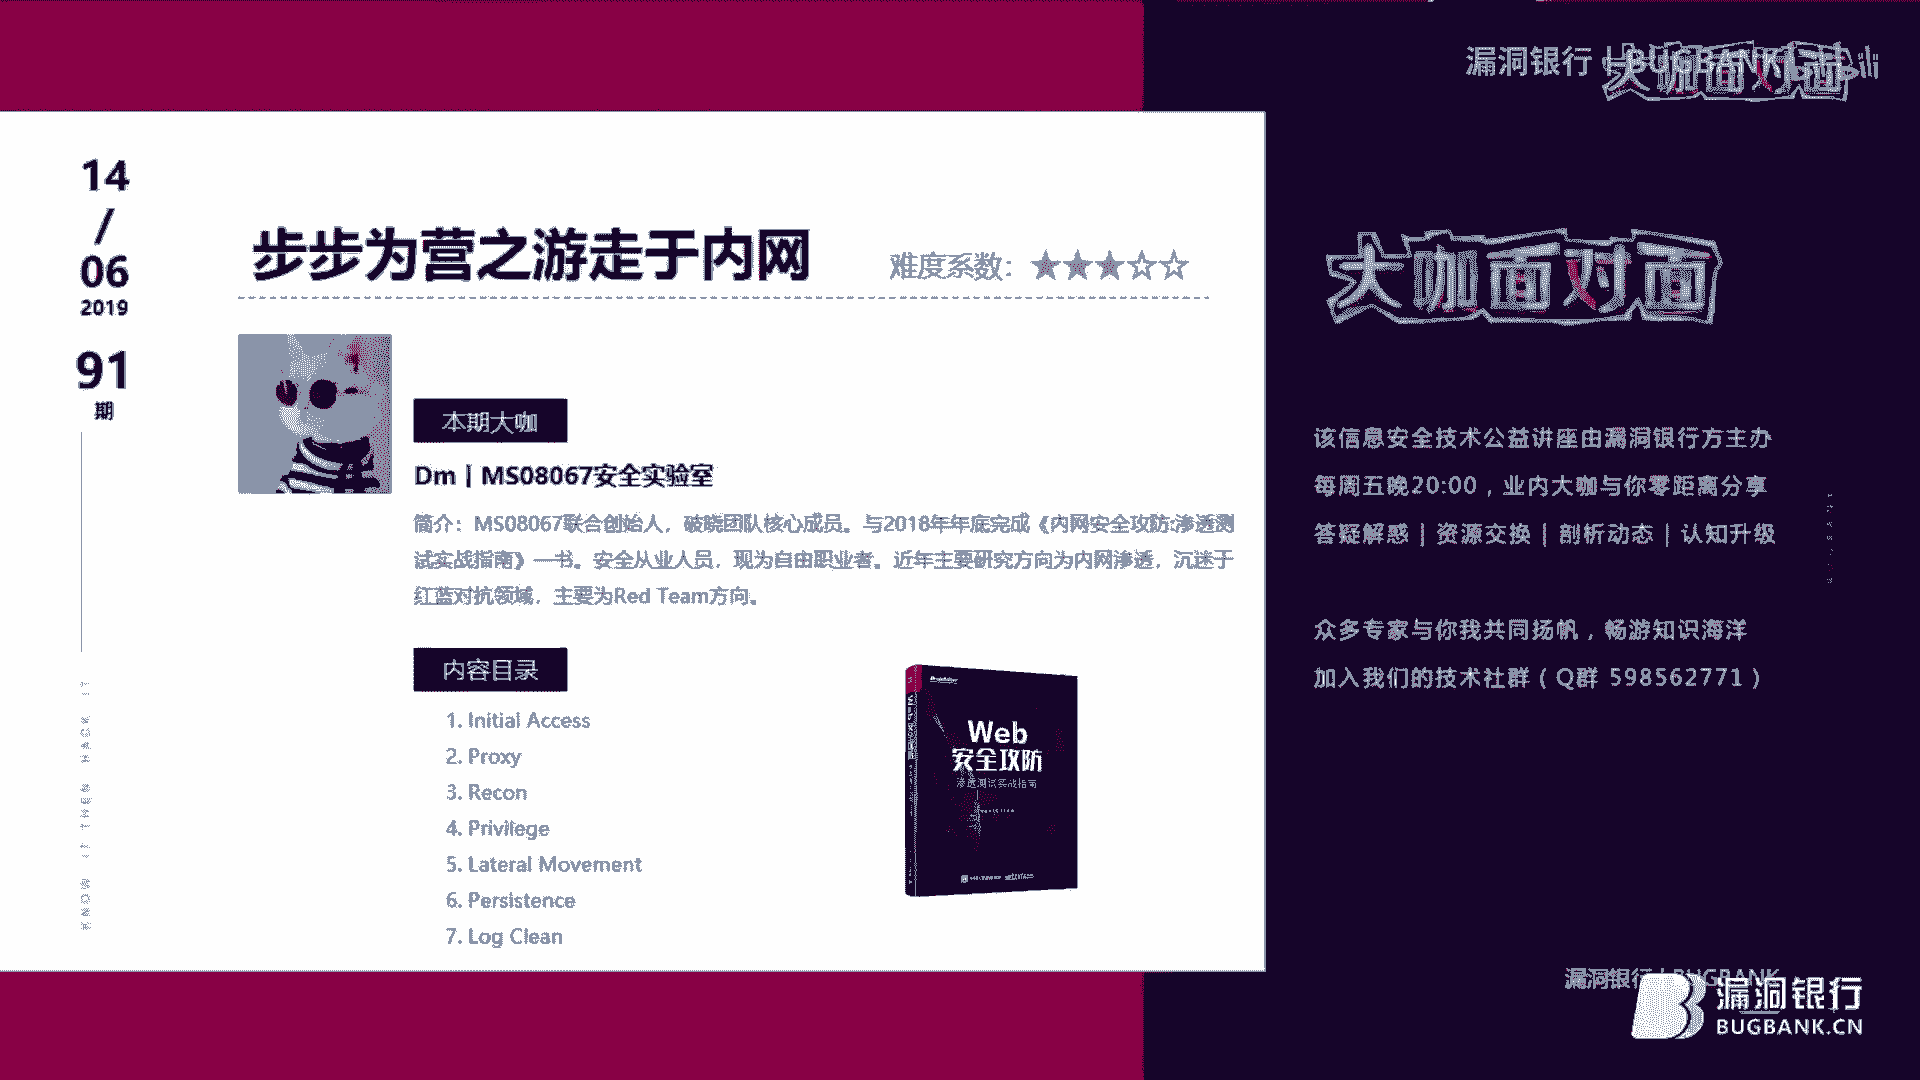 漏洞银行 | BUGBANK
大咖面对面
14
/
06
2019
91
期
步步为营之游走于内网
难度系数：★★★☆☆
本期大咖
Dm | MS08067安全实验室
简介：MS08067联合创始人，破晓团队核心成员。与2018年年底完成《内网安全攻防:渗透测
试实战指南》一书。安全从业人员，现为自由职业者。近年主要研究方向为内网渗透，沉迷于
红蓝对抗领域，主要为Red Team方向。
内容目录
1. Initial Access
2. Proxy
3. Recon
4. Privilege
5. Lateral Movement
6. Persistence
7. Log Clean
Web
安全攻防
渗透测试实战指南
KNOW IT THEN HACK IT
大咖面对面
该信息安全技术公益讲座由漏洞银行方主办
每周五晚20:00，业内大咖与你零距离分享
答疑解惑 | 资源交换 | 剖析动态 | 认知升级
众多专家与你我共同扬帆，畅游知识海洋
加入我们的技术社群（Q群 598562771）
漏洞银行 | BUGBANK
漏洞银行
BUGBANK.CN